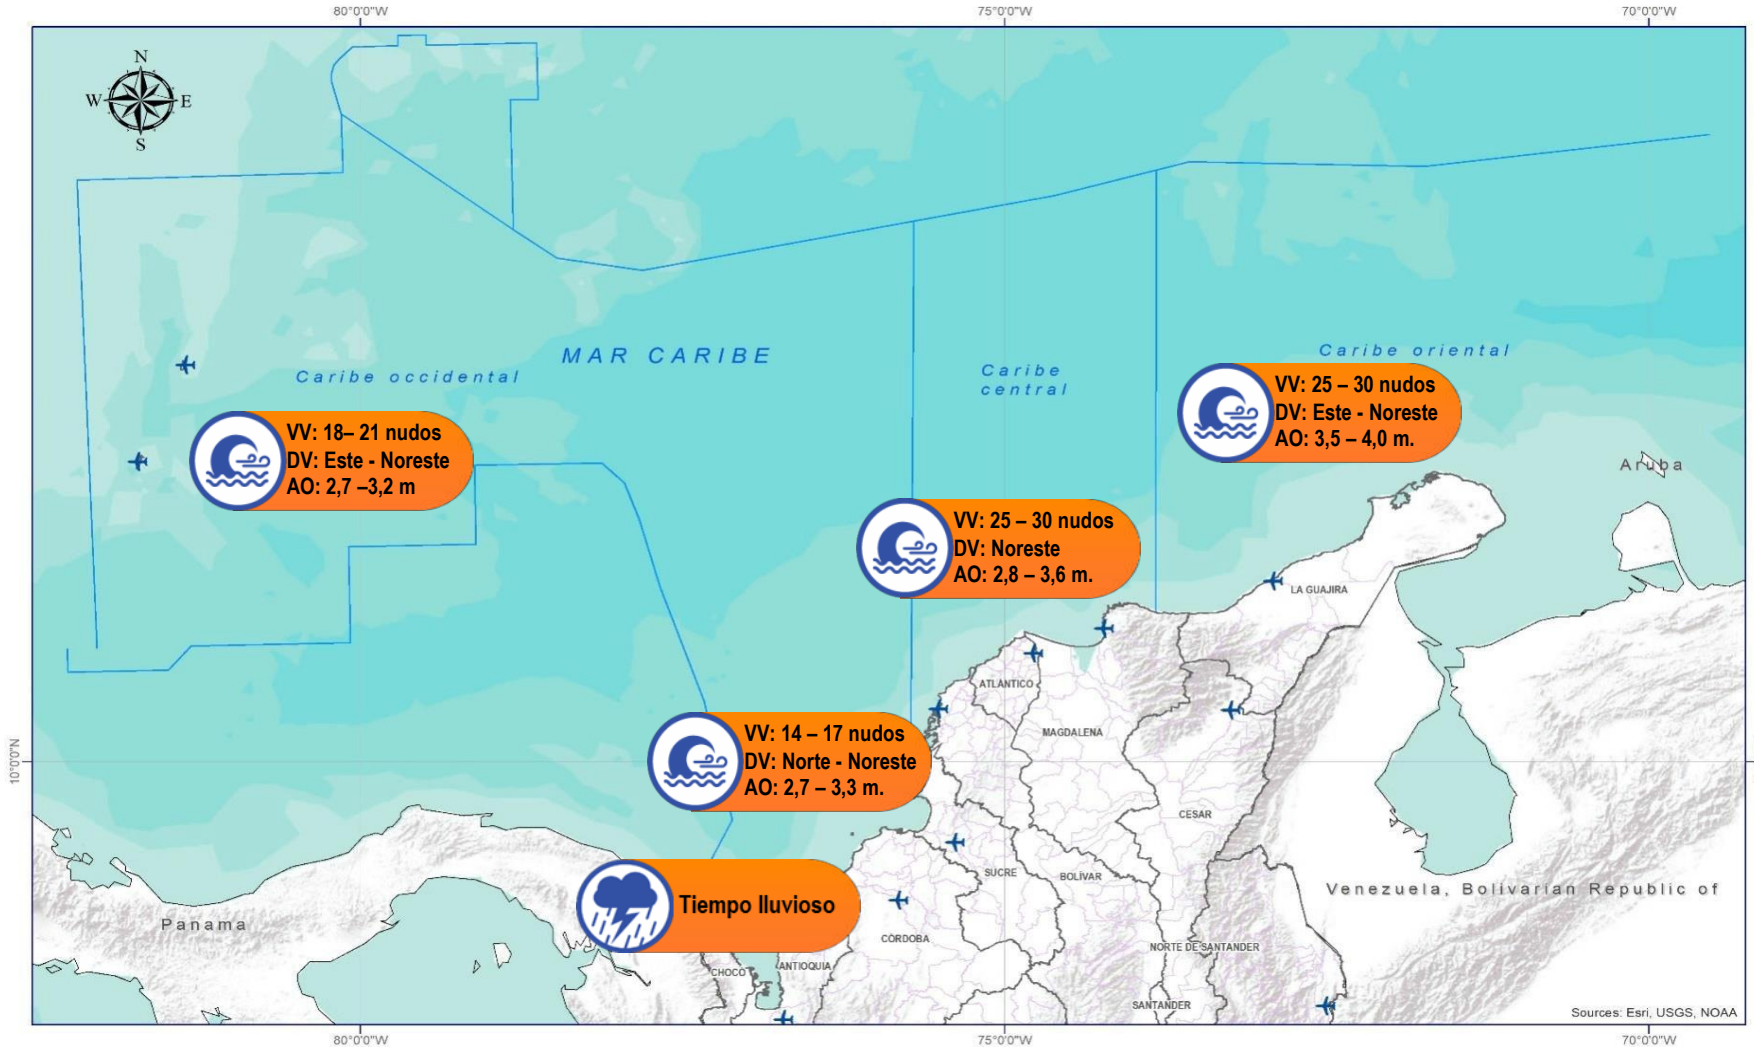 80°0'0"W
75°0'0"W
70°0'0"W
N
W
E
S
MAR CARIBE
Caribe occidental
Caribe
central
Caribe oriental
VV: 25 – 30 nudos
DV: Este - Noreste
AO: 3,5 – 4,0 m.
VV: 18– 21 nudos
DV: Este - Noreste
AO: 2,7 –3,2 m
Aruba
VV: 25 – 30 nudos
DV: Noreste
AO: 2,8 – 3,6 m.
LA GUAJIRA
ATLÁNTICO
MAGDALENA
VV: 14 – 17 nudos
DV: Norte - Noreste
AO: 2,7 – 3,3 m.
10°0'0"N
CESAR
SUCRE
BOLÍVAR
Venezuela, Bolivarian Republic of
Tiempo lluvioso
Panama
CÓRDOBA
NORTE DE SANTANDER
CHOCÓ
ANTIOQUIA
SANTANDER
Sources: Esri, USGS, NOAA
80°0'0"W
75°0'0"W
70°0'0"W